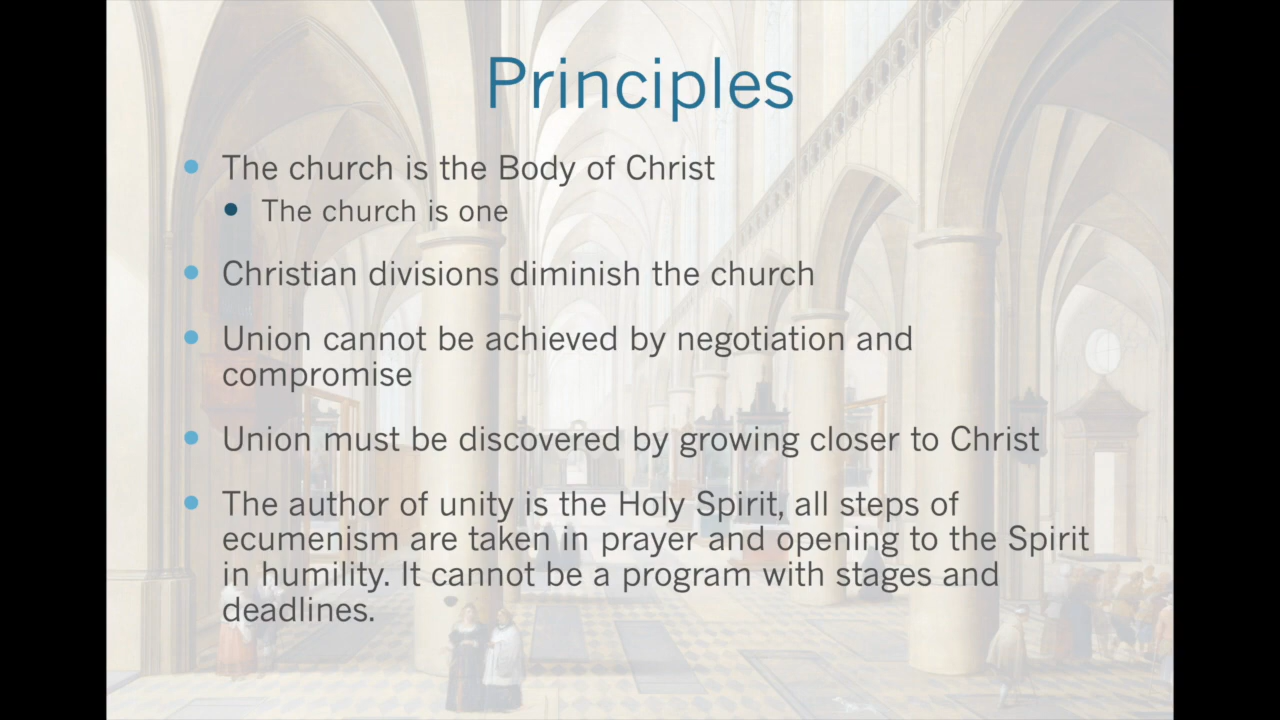 Principles
• The church is the Body of Christ
• The church is one
• Christian divisions diminish the church
• Union cannot be achieved by negotiation and
compromise
• Union must be discovered by growing closer to Christ
• The author of unity is the Holy Spirit, all steps of
ecumenism are taken in prayer and opening to the Spirit
in humility. It cannot be a program with stages and
deadlines.